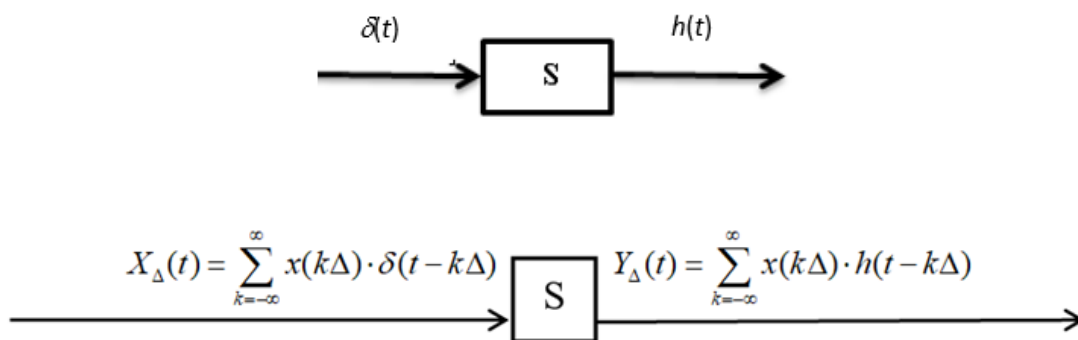 δ(t) h(t)
S
X_Δ(t) = ∑_{k=-∞}^{∞} x(kΔ)·δ(t-kΔ) S Y_Δ(t) = ∑_{k=-∞}^{∞} x(kΔ)·h(t-kΔ)